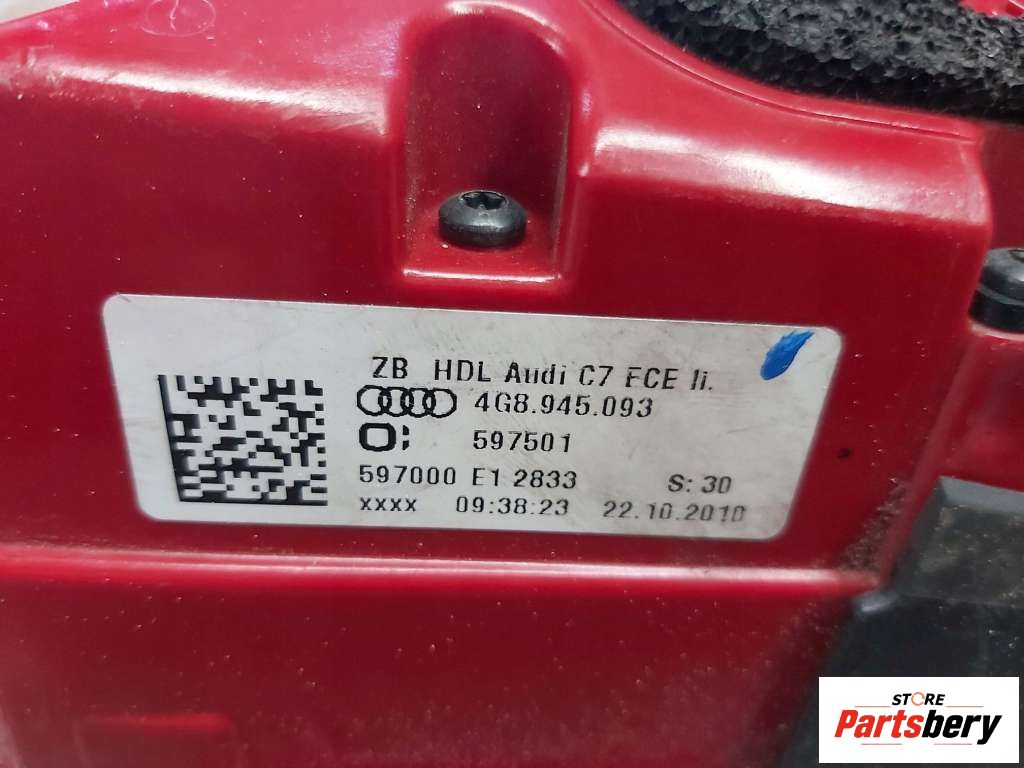 ZB HDL Audi C7 ECE li.
4G8.945.093
O: 597501
597000 E1 2833 S: 30
xxxx 09:38:23 22.10.2010
STORE
Partsbery